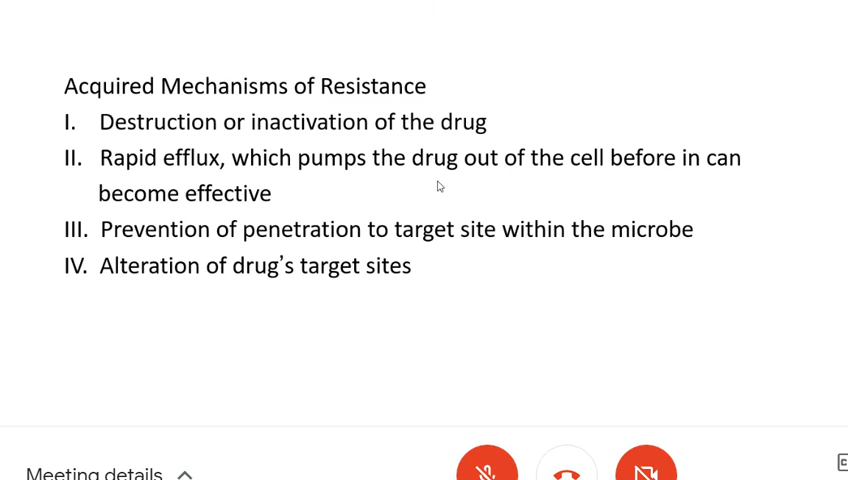 Acquired Mechanisms of Resistance
I. Destruction or inactivation of the drug
II. Rapid efflux, which pumps the drug out of the cell before in can
become effective
III. Prevention of penetration to target site within the microbe
IV. Alteration of drug's target sites
Meeting details